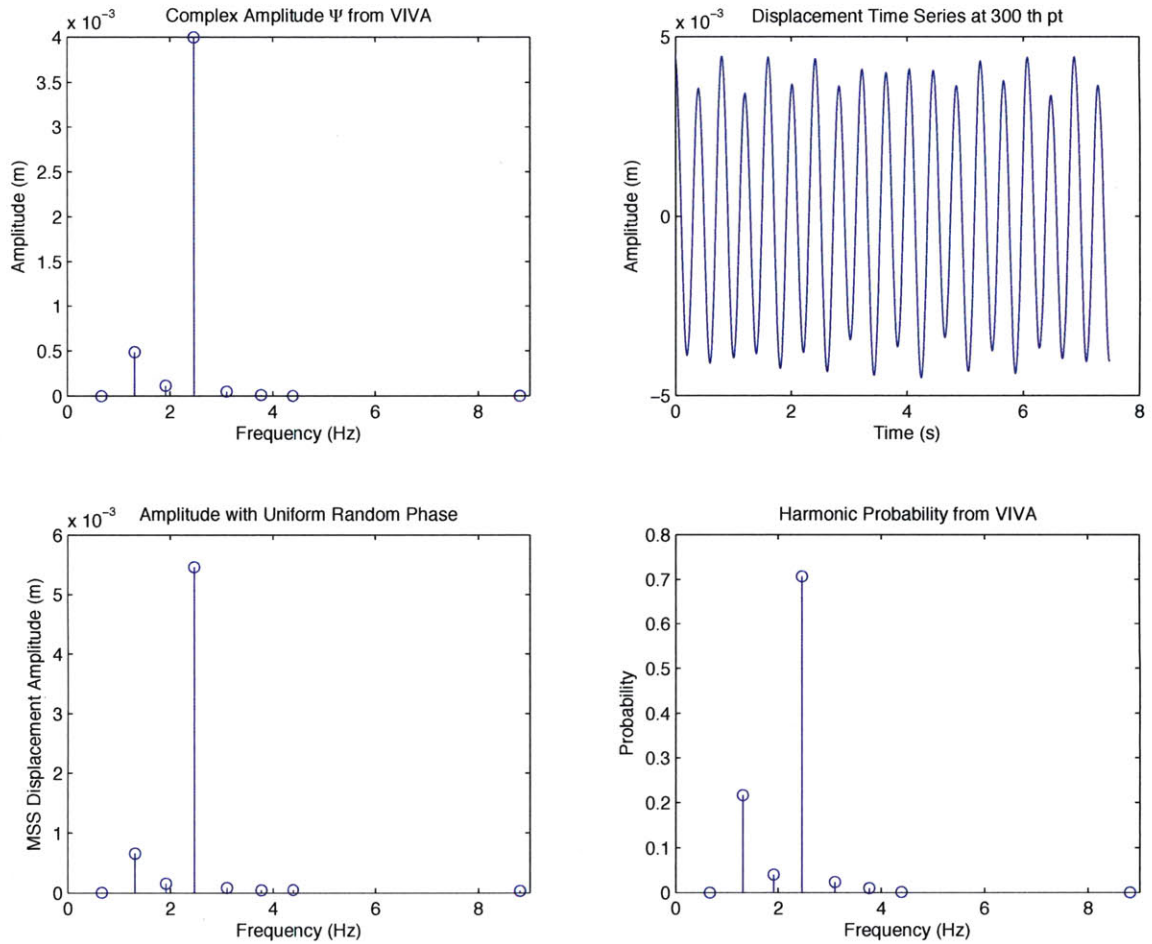 Complex Amplitude Ψ from VIVA
x 10⁻³
4
3.5
3
2.5
2
1.5
1
0.5
0
Amplitude (m)
0 2 4 6 8
Frequency (Hz)
Displacement Time Series at 300 th pt
x 10⁻³
5
0
−5
Amplitude (m)
0 2 4 6 8
Time (s)
Amplitude with Uniform Random Phase
x 10⁻³
6
5
4
3
2
1
0
MSS Displacement Amplitude (m)
0 2 4 6 8
Frequency (Hz)
Harmonic Probability from VIVA
0.8
0.7
0.6
0.5
0.4
0.3
0.2
0.1
0
Probability
0 2 4 6 8
Frequency (Hz)